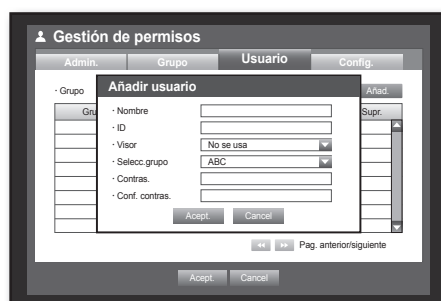 Gestión de permisos
Admin. Grupo Usuario Config.
· Grupo Añad.
Gru Supr.
Añadir usuario
· Nombre
· ID
· Visor No se usa
· Selecc.grupo ABC
· Contras.
· Conf. contras.
Acept. Cancel
Pag. anterior/siguiente
Acept. Cancel